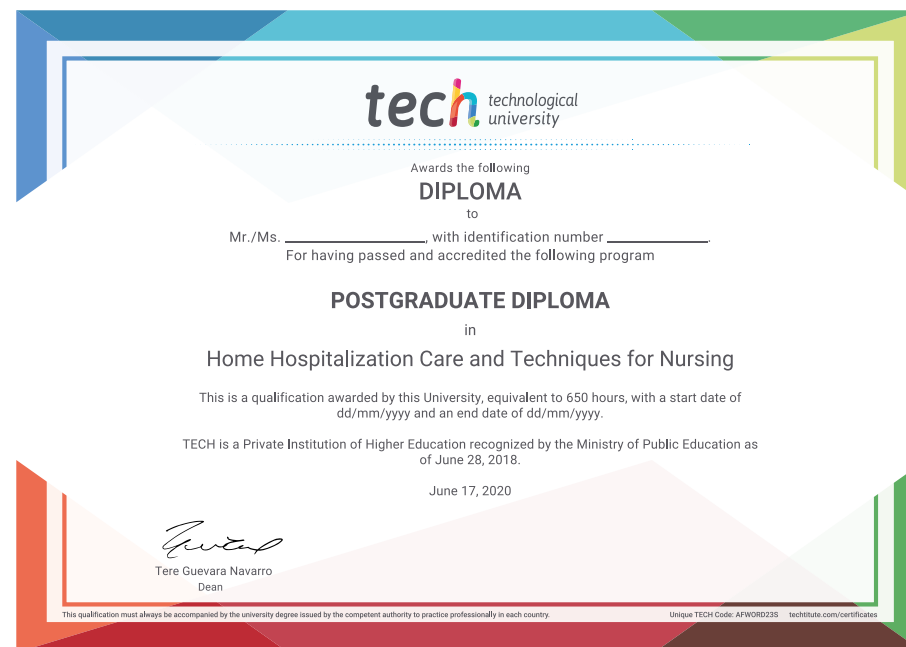 tech technological
university
Awards the following
DIPLOMA
to
Mr./Ms. ____________, with identification number ____________.
For having passed and accredited the following program
POSTGRADUATE DIPLOMA
in
Home Hospitalization Care and Techniques for Nursing
This is a qualification awarded by this University, equivalent to 650 hours, with a start date of
dd/mm/yyyy and an end date of dd/mm/yyyy.
TECH is a Private Institution of Higher Education recognized by the Ministry of Public Education as
of June 28, 2018.
June 17, 2020
Tere Guevara Navarro
Dean
This qualification must always be accompanied by the university degree issued by the competent authority to practice professionally in each country.
Unique TECH Code: AFWORD23S techtitute.com/certificates